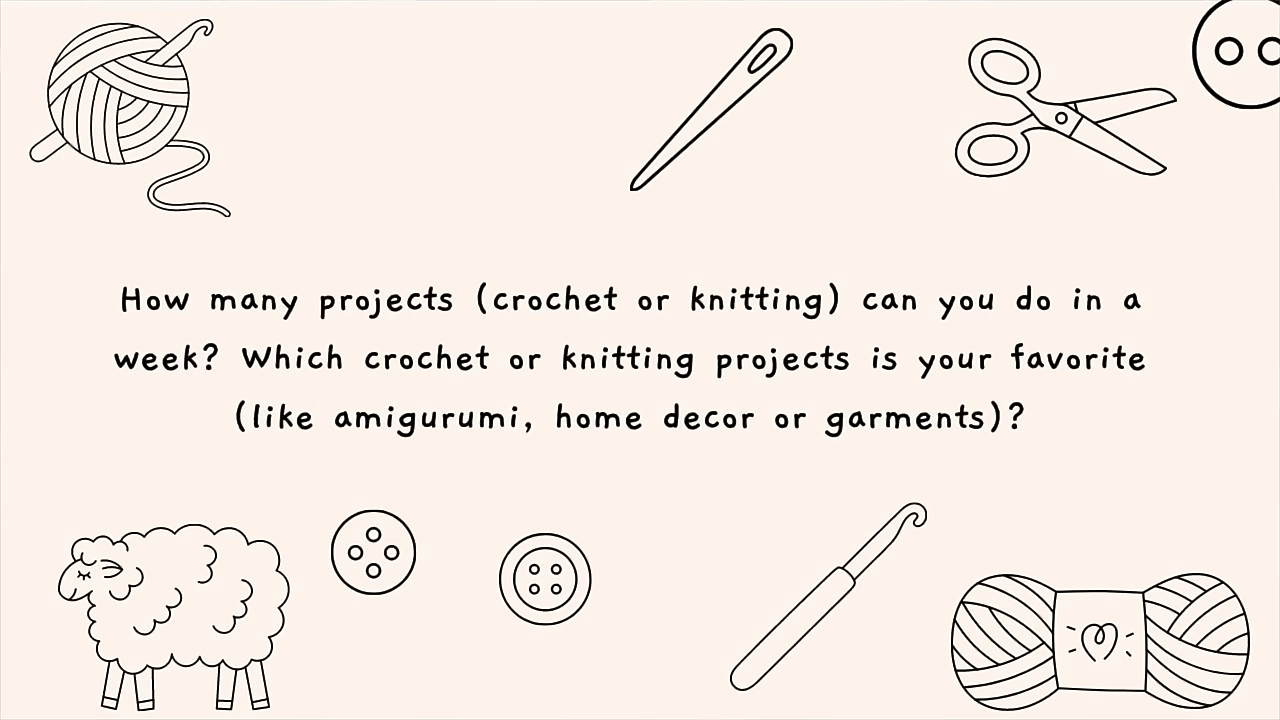 How many projects (crochet or knitting) can you do in a
week? Which crochet or knitting projects is your favorite
(like amigurumi, home decor or garments)?